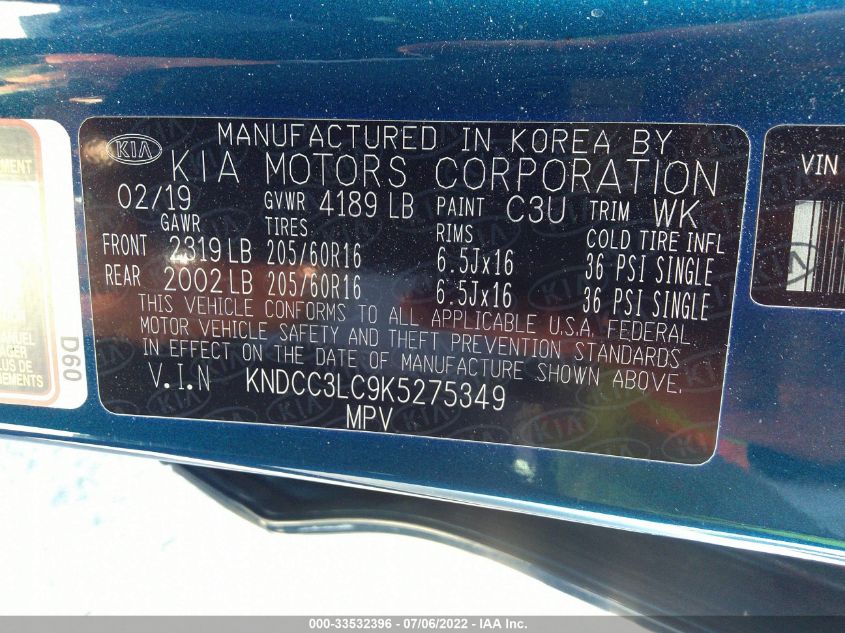 MANUFACTURED IN KOREA BY
KIA
KIA MOTORS CORPORATION
02/19 GVWR 4189 LB PAINT C3U TRIM WK
GAWR TIRES RIMS COLD TIRE INFL
FRONT 2319 LB 205/60R16 6.5Jx16 36 PSI SINGLE
REAR 2002 LB 205/60R16 6.5Jx16 36 PSI SINGLE
THIS VEHICLE CONFORMS TO ALL APPLICABLE U.S.A. FEDERAL
MOTOR VEHICLE SAFETY AND THEFT PREVENTION STANDARDS
IN EFFECT ON THE DATE OF MANUFACTURE SHOWN ABOVE.
V.I.N KNDCC3LC9K5275349
MPV
D60
VIN
000-33532396 - 07/06/2022 - IAA Inc.